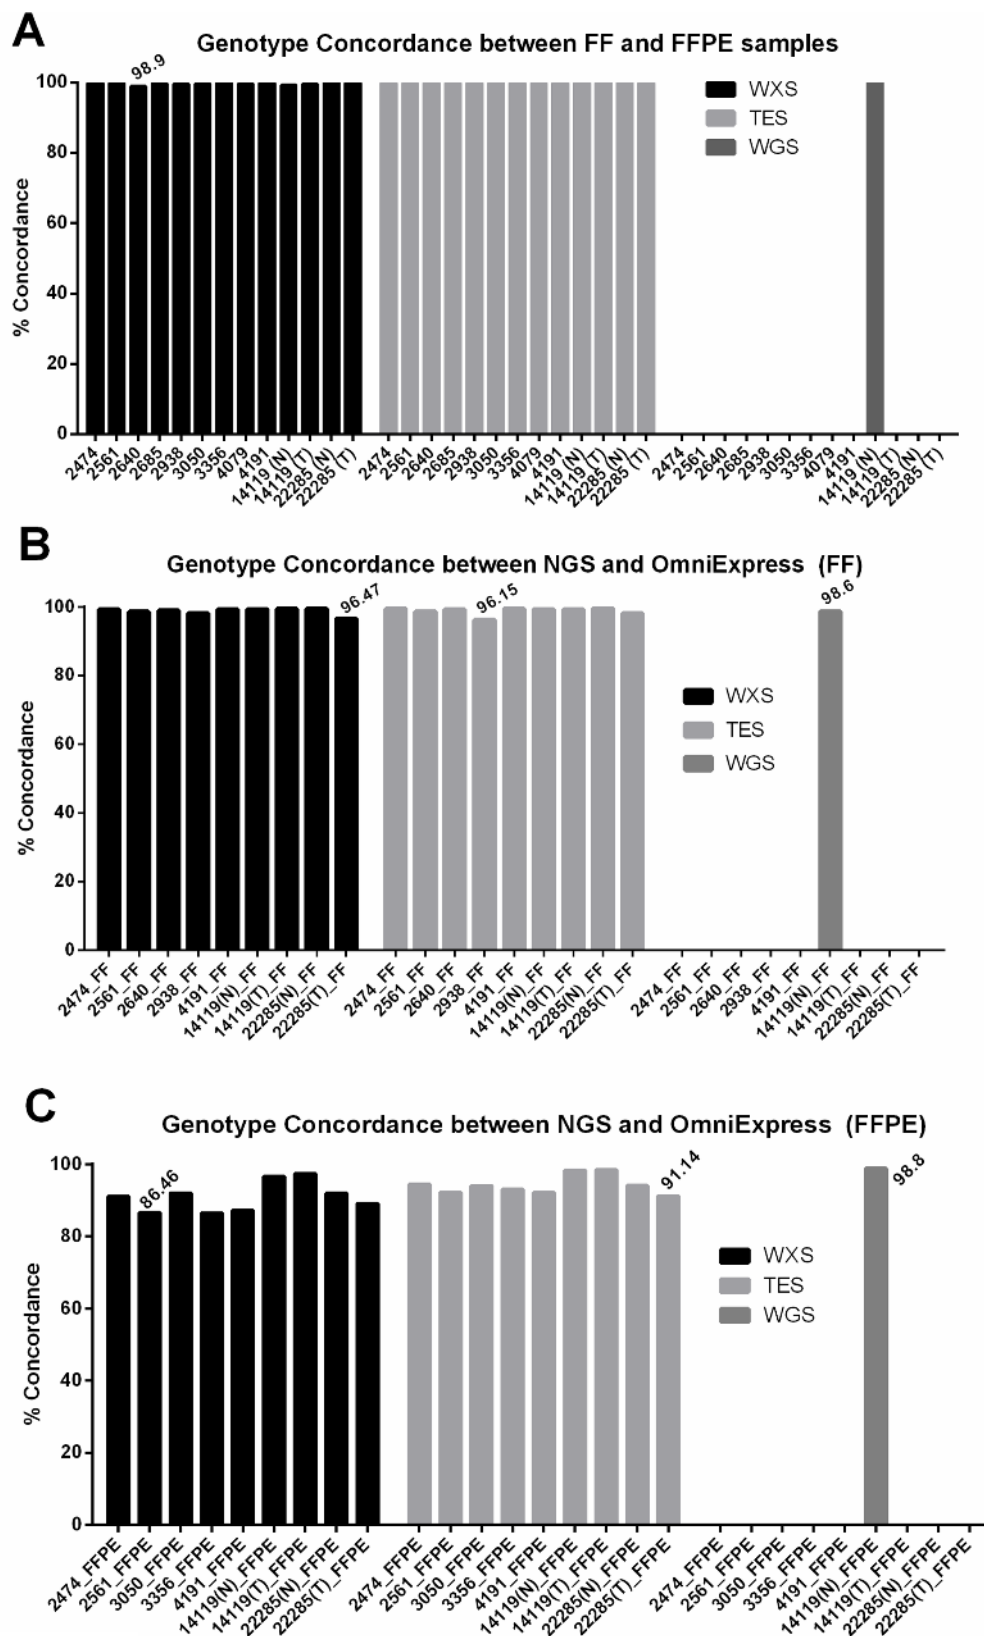 A
Genotype Concordance between FF and FFPE samples
98.9
WXS
TES
WGS
% Concordance
100
80
60
40
20
0
2474 2561 2640 2685 2938 3050 3356 4079 4191 14119 (N) 14119 (T) 22285 (N) 22285 (T) 2474 2561 2640 2685 2938 3050 3356 4079 4191 14119 (N) 14119 (T) 22285 (N) 22285 (T) 2474 2561 2640 2685 2938 3050 3356 4079 4191 14119 (N) 14119 (T) 22285 (N) 22285 (T)
B
Genotype Concordance between NGS and OmniExpress (FF)
96.47 96.15 98.6
WXS
TES
WGS
% Concordance
100
80
60
40
20
0
2474_FF 2561_FF 2640_FF 2938_FF 4191_FF 14119(N)_FF 14119(T)_FF 22285(N)_FF 22285(T)_FF 2474_FF 2561_FF 2640_FF 2938_FF 4191_FF 14119(N)_FF 14119(T)_FF 22285(N)_FF 22285(T)_FF 2474_FF 2561_FF 2640_FF 2938_FF 4191_FF 14119(N)_FF 14119(T)_FF 22285(N)_FF 22285(T)_FF
C
Genotype Concordance between NGS and OmniExpress (FFPE)
86.46 91.14 98.8
WXS
TES
WGS
% Concordance
100
80
60
40
20
0
2474_FFPE 2561_FFPE 3050_FFPE 3356_FFPE 4191_FFPE 14119(N)_FFPE 14119(T)_FFPE 22285(N)_FFPE 22285(T)_FFPE 2474_FFPE 2561_FFPE 3050_FFPE 3356_FFPE 4191_FFPE 14119(N)_FFPE 14119(T)_FFPE 22285(N)_FFPE 22285(T)_FFPE 2474_FFPE 2561_FFPE 3050_FFPE 3356_FFPE 4191_FFPE 14119(N)_FFPE 14119(T)_FFPE 22285(N)_FFPE 22285(T)_FFPE